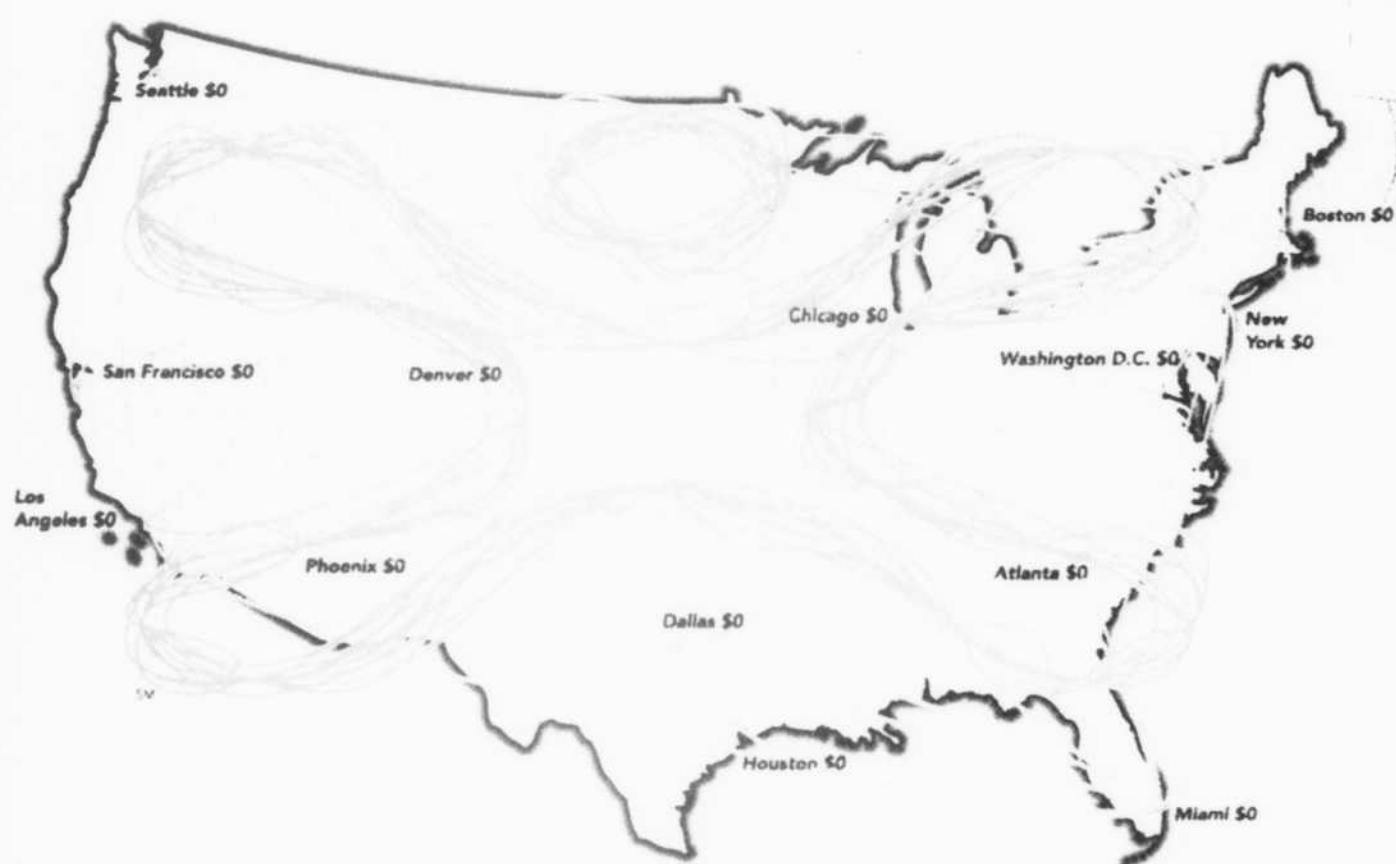 Seattle $0
Boston $0
Chicago $0
New
York $0
Washington D.C. $0
San Francisco $0
Denver $0
Los
Angeles $0
Phoenix $0
Atlanta $0
Dallas $0
Houston $0
Miami $0